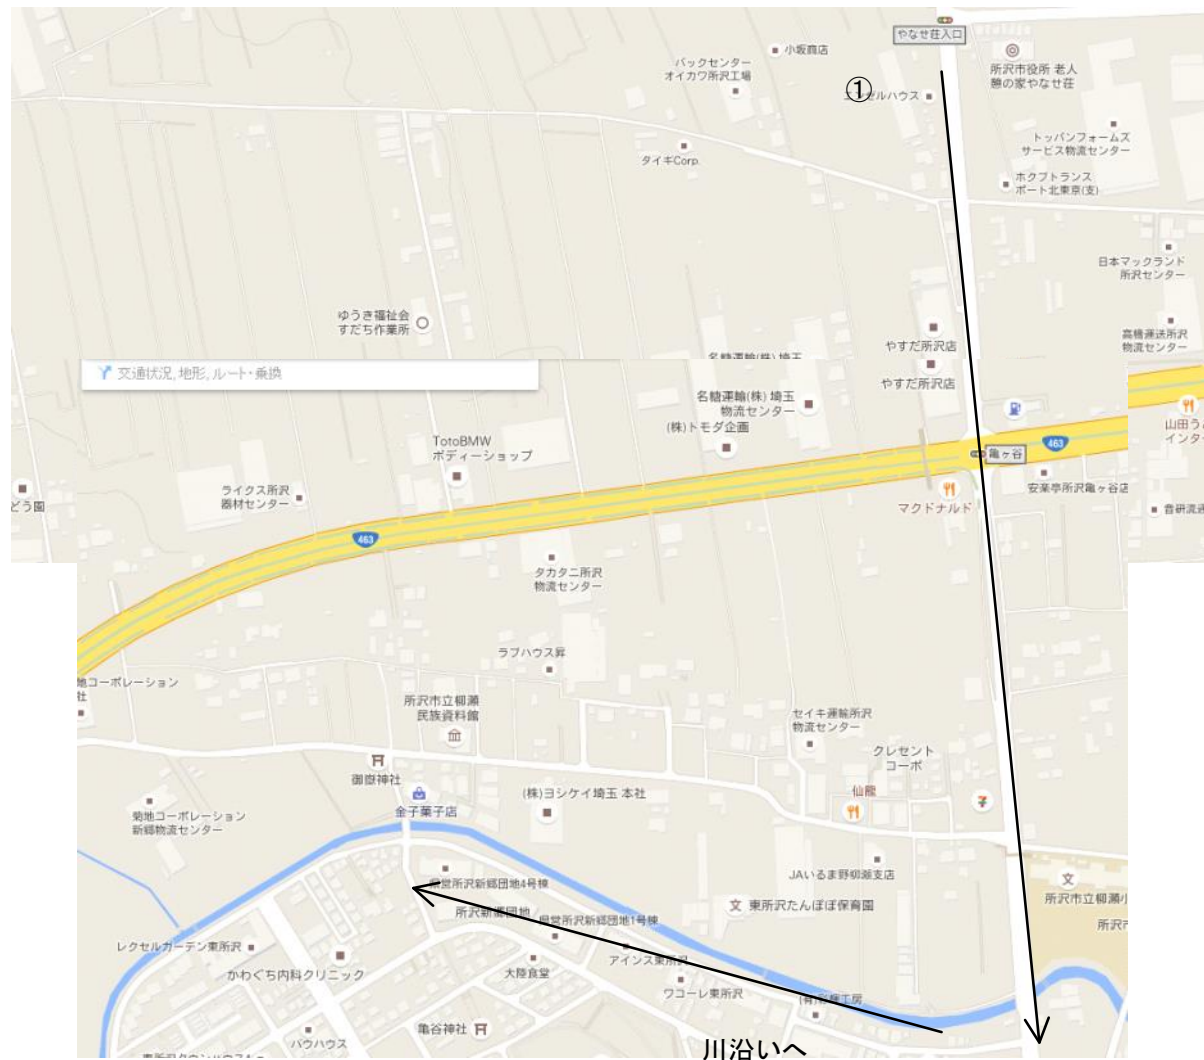 やなせ荘入口
小坂商店
バックセンター
オイカワ所沢工場
所沢市役所 老人
憩の家やなせ荘
①
エンゼルハウス
トッパンフォームズ
サービス物流センター
タイキCorp.
ホクブトランス
ポート北東京(支)
日本マックランド
所沢センター
ゆうき福祉会
すだち作業所
高橋運送所沢
物流センター
やすだ所沢店
交通状況, 地形, ルート・乗換
やすだ所沢店
名糖運輸(株) 埼玉
物流センター
(株)トモダ企画
山田う
インタ
TotoBMW
ボディーショップ
463
亀ヶ谷
ライクス所沢
器材センター
安楽亭所沢亀ヶ谷店
マクドナルド
どう園
音研流通
463
タカタニ所沢
物流センター
ラブハウス昇
地コーポレーション
社
所沢市立柳瀬
民族資料館
セイキ運輸所沢
物流センター
クレセント
コーポ
御嶽神社
金子菓子店
(株)ヨシケイ埼玉 本社
仙龍
菊地コーポレーション
新郷物流センター
JAいるま野柳瀬支店
県営所沢新郷団地4号棟
文
所沢市立柳瀬小
文 東所沢たんぽぽ保育園
所沢新郷団地
県営所沢新郷団地1号棟
所沢市
レクセルガーデン東所沢
アインス東所沢
かわぐち内科クリニック
大陸食堂
ワコーレ東所沢
亀谷神社
バウハウス
川沿いへ